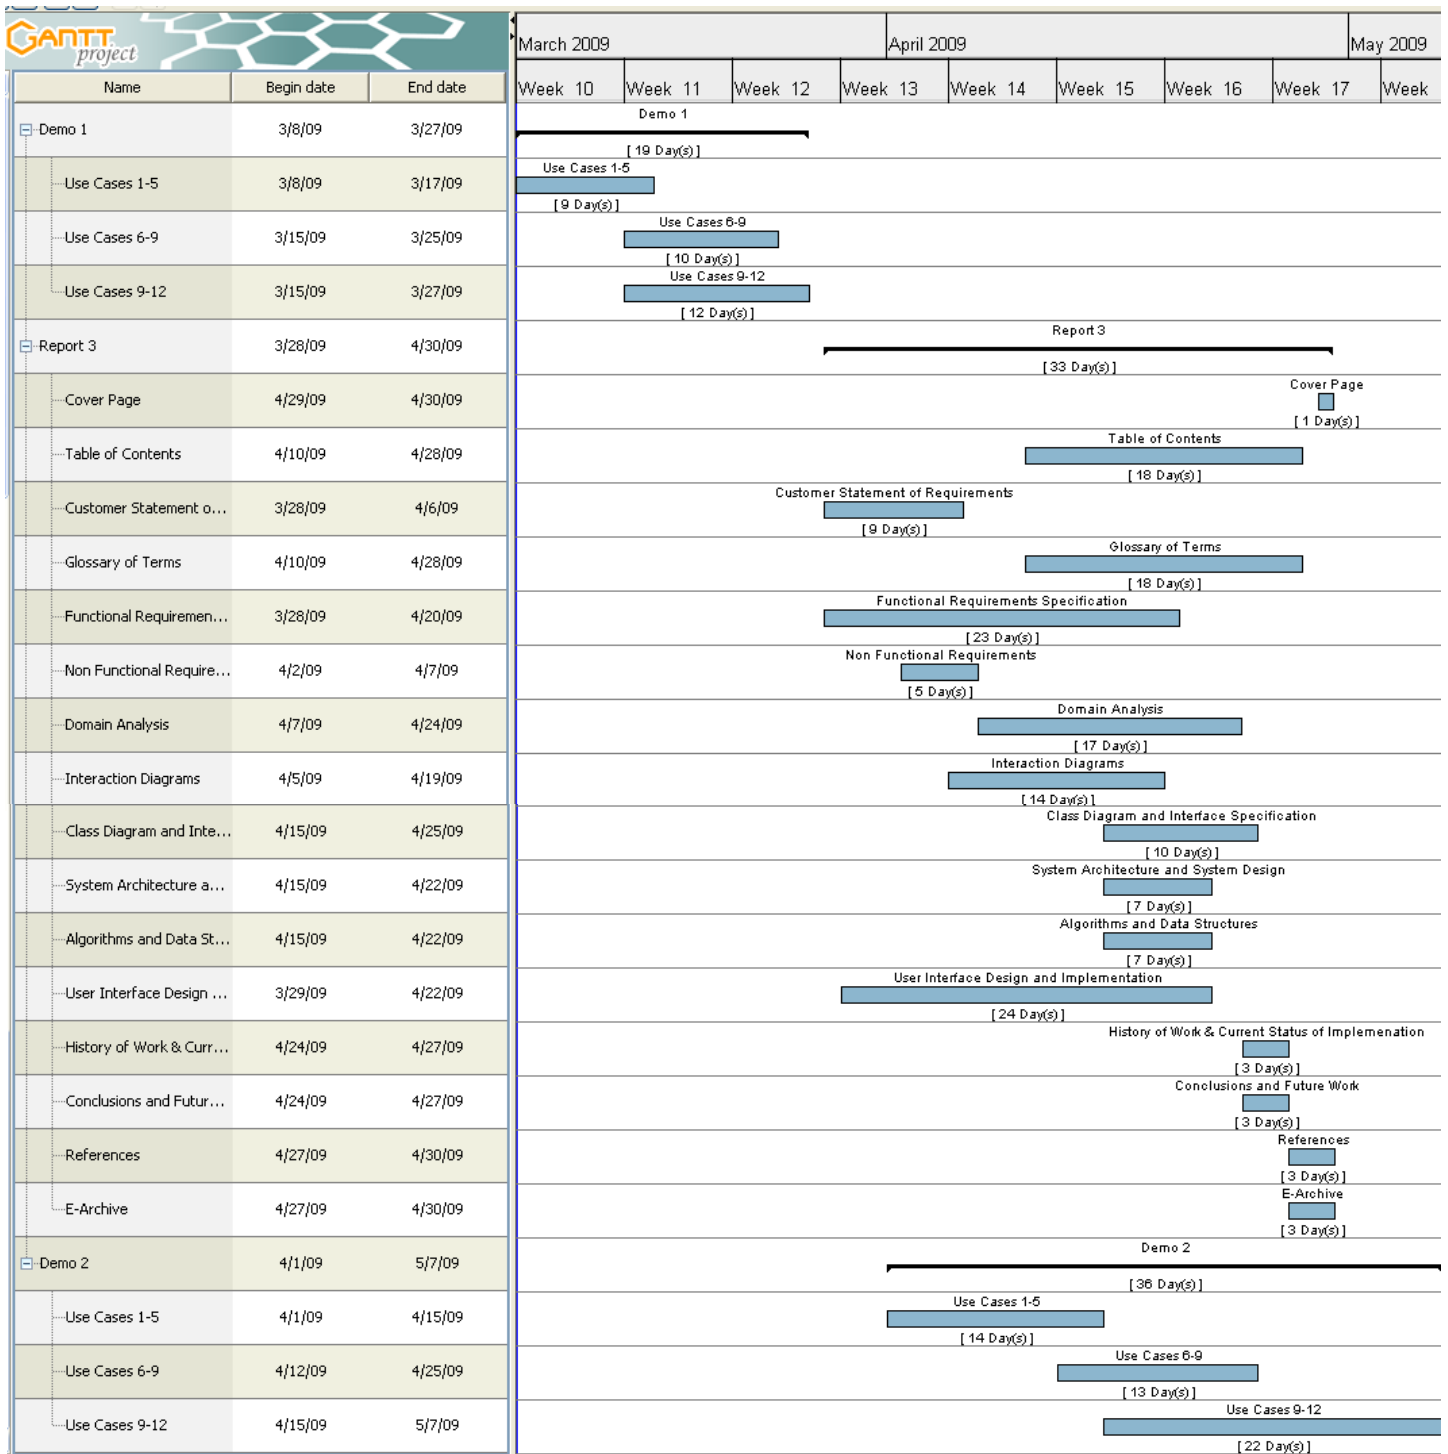 GANTT
project
March 2009 April 2009 May 2009
Name Begin date End date Week 10 Week 11 Week 12 Week 13 Week 14 Week 15 Week 16 Week 17 Week
Demo 1
Demo 1 3/8/09 3/27/09
[ 19 Day(s) ]
Use Cases 1-5
Use Cases 1-5 3/8/09 3/17/09
[ 9 Day(s) ]
Use Cases 6-9
Use Cases 6-9 3/15/09 3/25/09
[ 10 Day(s) ]
Use Cases 9-12
Use Cases 9-12 3/15/09 3/27/09
[ 12 Day(s) ]
Report 3
Report 3 3/28/09 4/30/09
[ 33 Day(s) ]
Cover Page
Cover Page 4/29/09 4/30/09
[ 1 Day(s) ]
Table of Contents
Table of Contents 4/10/09 4/28/09
[ 18 Day(s) ]
Customer Statement of Requirements
Customer Statement o... 3/28/09 4/6/09
[ 9 Day(s) ]
Glossary of Terms
Glossary of Terms 4/10/09 4/28/09
[ 18 Day(s) ]
Functional Requirements Specification
Functional Requiremen... 3/28/09 4/20/09
[ 23 Day(s) ]
Non Functional Requirements
Non Functional Require... 4/2/09 4/7/09
[ 5 Day(s) ]
Domain Analysis
Domain Analysis 4/7/09 4/24/09
[ 17 Day(s) ]
Interaction Diagrams
Interaction Diagrams 4/5/09 4/19/09
[ 14 Day(s) ]
Class Diagram and Interface Specification
Class Diagram and Inte... 4/15/09 4/25/09
[ 10 Day(s) ]
System Architecture and System Design
System Architecture a... 4/15/09 4/22/09
[ 7 Day(s) ]
Algorithms and Data Structures
Algorithms and Data St... 4/15/09 4/22/09
[ 7 Day(s) ]
User Interface Design and Implementation
User Interface Design ... 3/29/09 4/22/09
[ 24 Day(s) ]
History of Work & Current Status of Implemenation
History of Work & Curr... 4/24/09 4/27/09
[ 3 Day(s) ]
Conclusions and Future Work
Conclusions and Futur... 4/24/09 4/27/09
[ 3 Day(s) ]
References
References 4/27/09 4/30/09
[ 3 Day(s) ]
E-Archive
E-Archive 4/27/09 4/30/09
[ 3 Day(s) ]
Demo 2
Demo 2 4/1/09 5/7/09
[ 36 Day(s) ]
Use Cases 1-5
Use Cases 1-5 4/1/09 4/15/09
[ 14 Day(s) ]
Use Cases 6-9
Use Cases 6-9 4/12/09 4/25/09
[ 13 Day(s) ]
Use Cases 9-12
Use Cases 9-12 4/15/09 5/7/09
[ 22 Day(s) ]